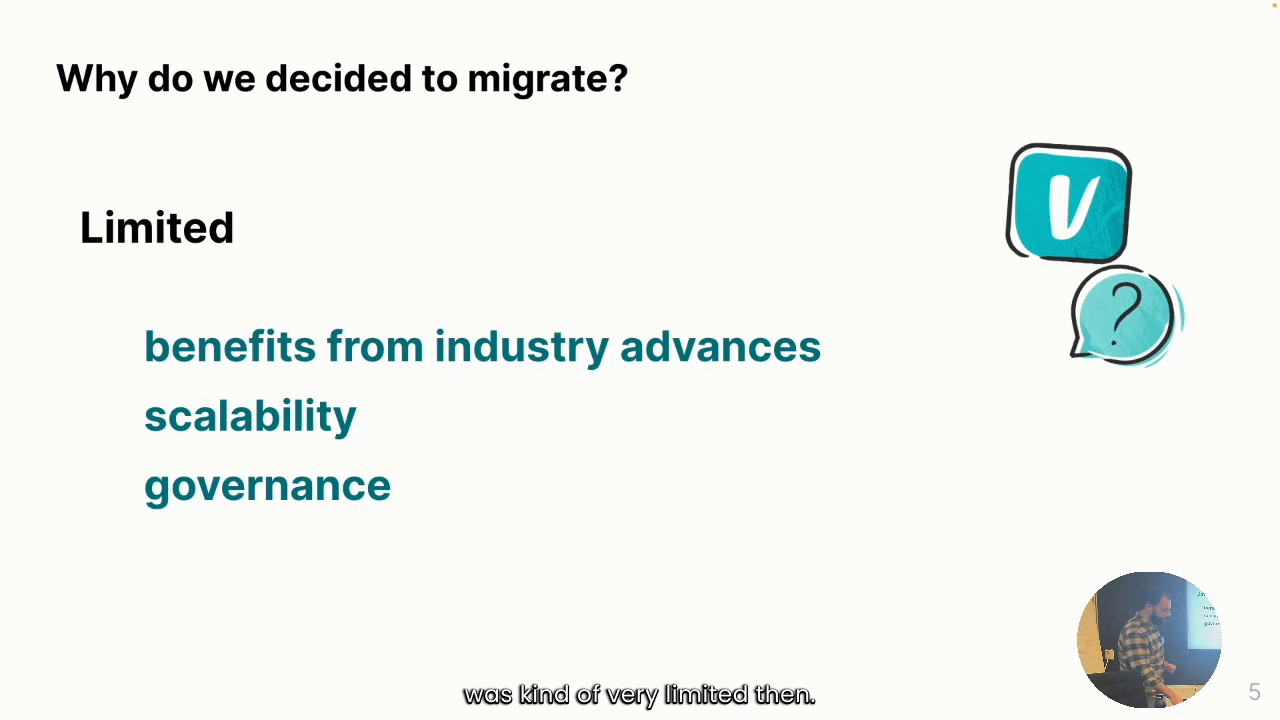 Why do we decided to migrate?
Limited
V
?
benefits from industry advances
scalability
governance
was kind of very limited then.
5